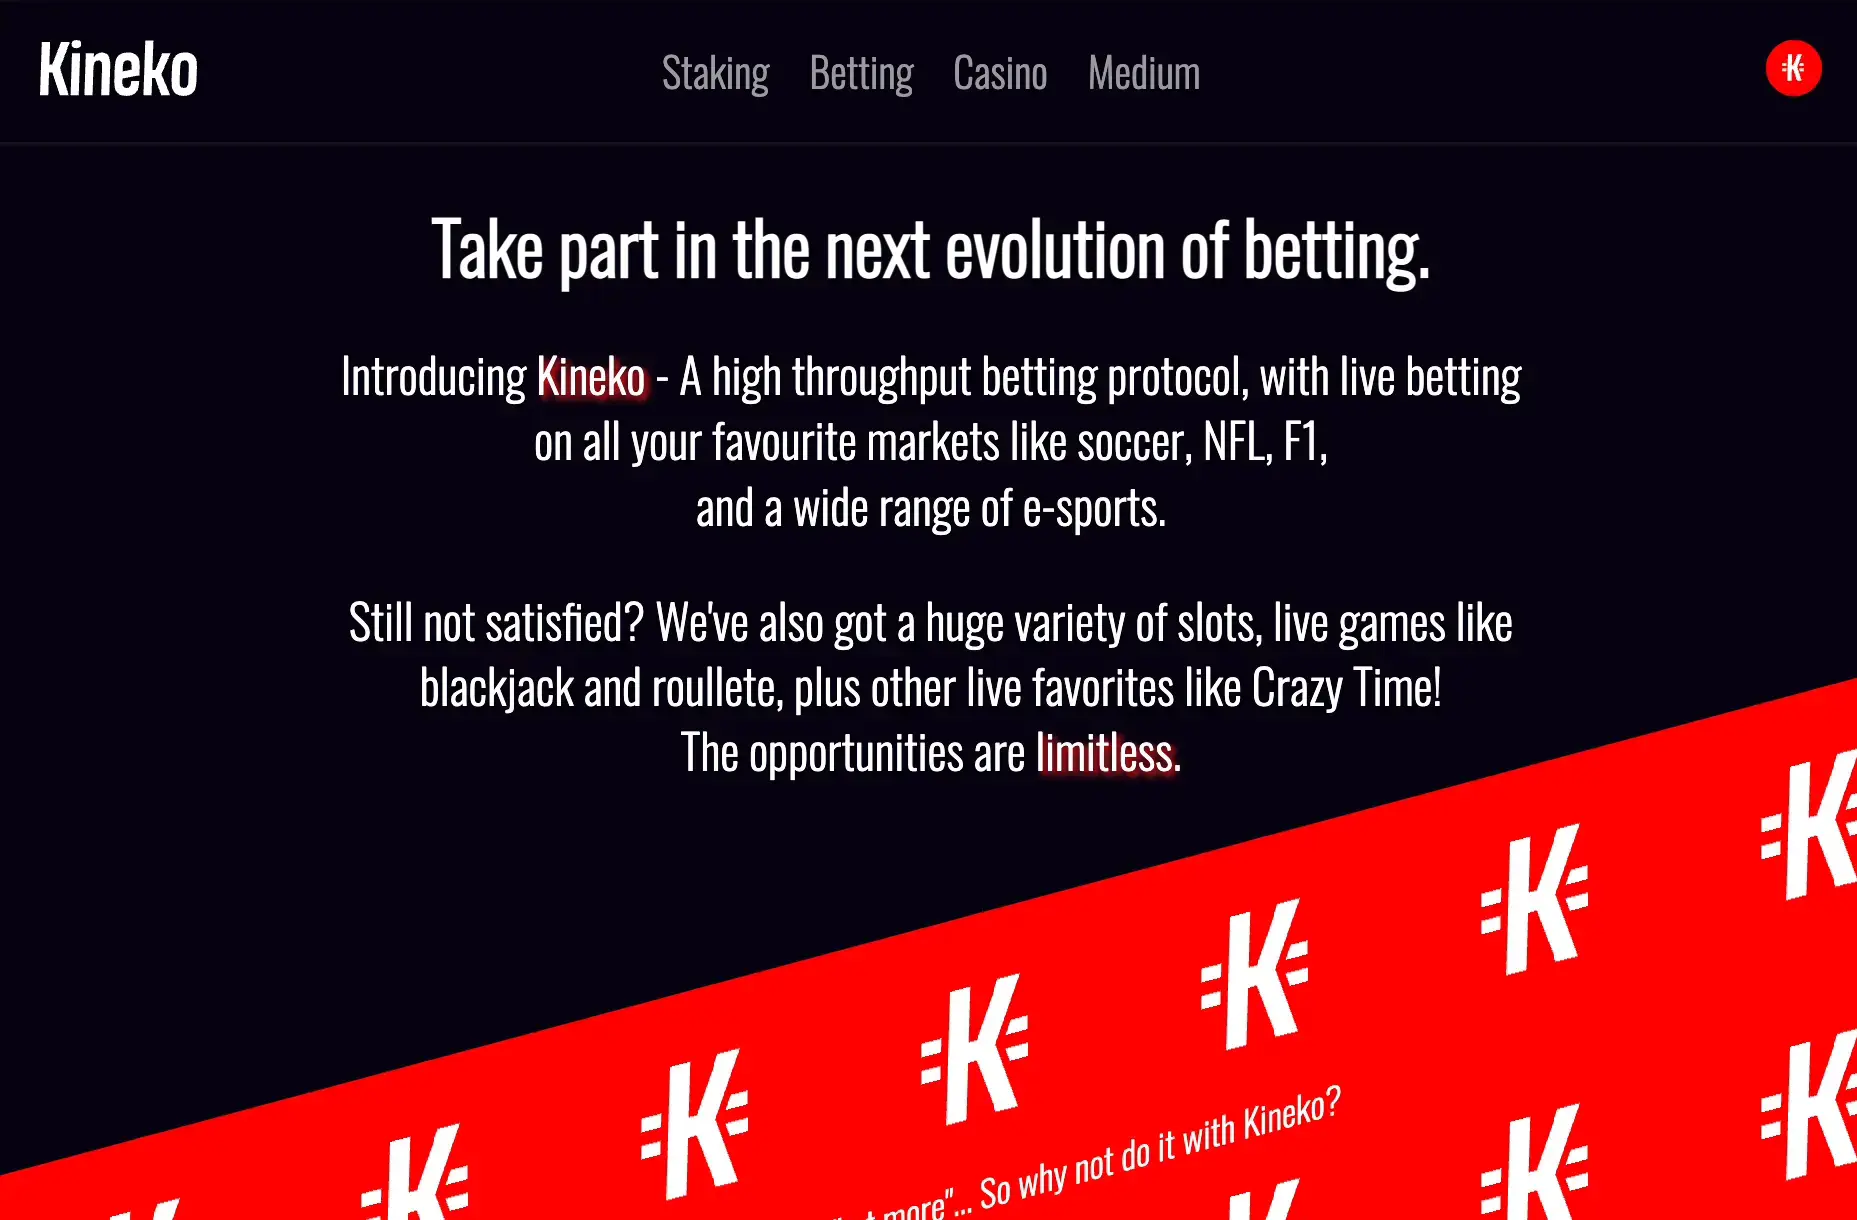 Kineko
Staking Betting Casino Medium
K
Take part in the next evolution of betting.
Introducing Kineko - A high throughput betting protocol, with live betting
on all your favourite markets like soccer, NFL, F1,
and a wide range of e-sports.
Still not satisfied? We've also got a huge variety of slots, live games like
blackjack and roullete, plus other live favorites like Crazy Time!
The opportunities are limitless.
K
K
K
K
K
K
more"... So why not do it with Kineko?
K
K
K
K